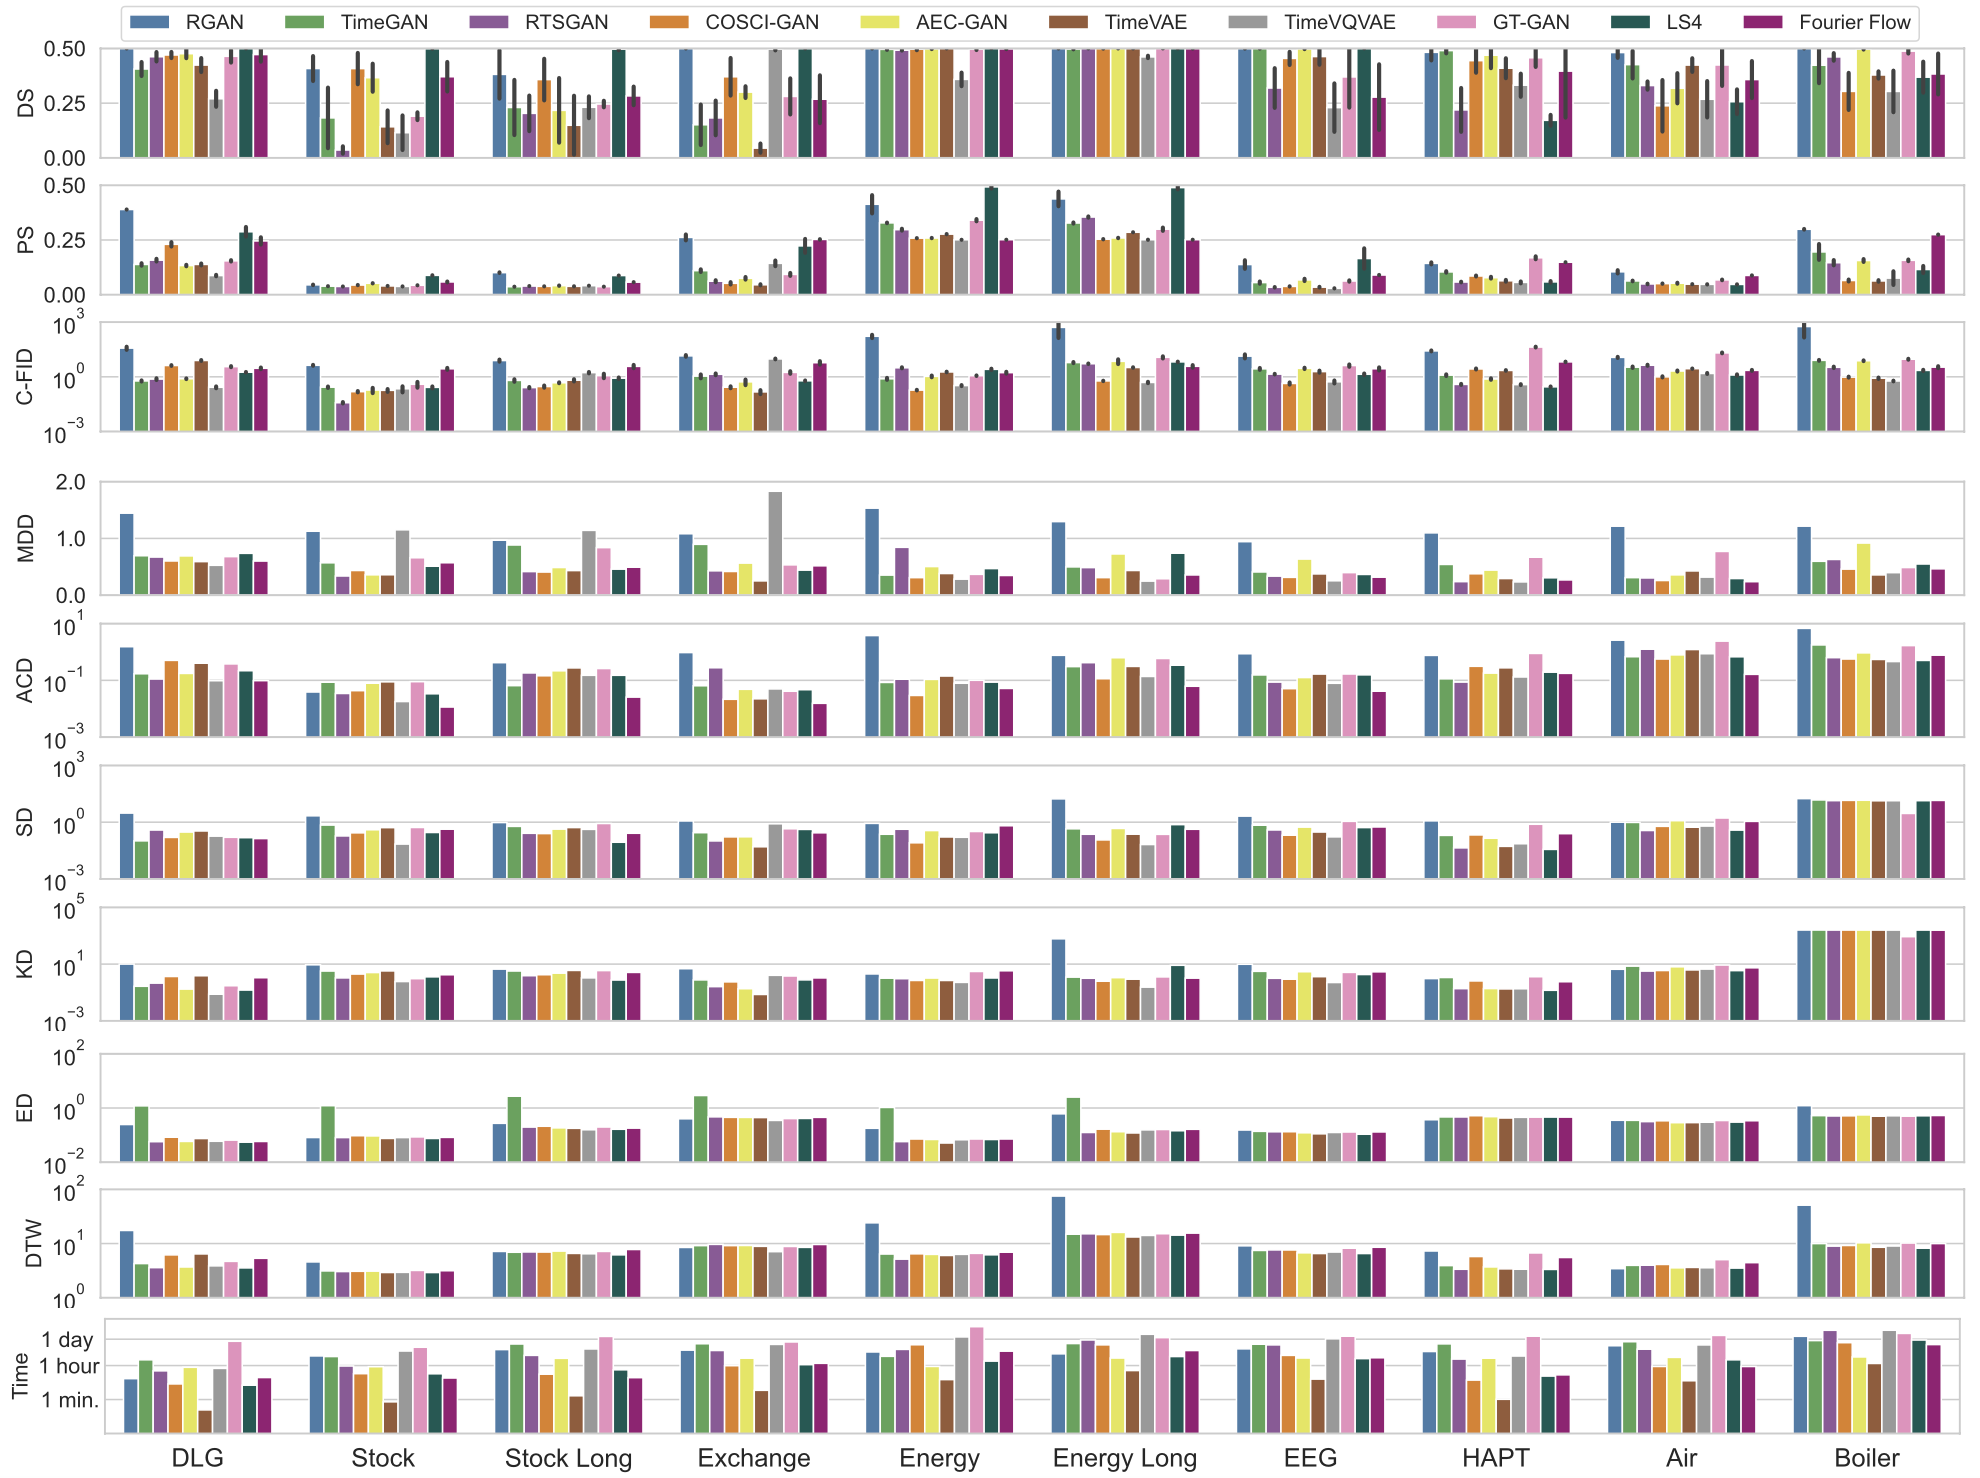 RGAN TimeGAN RTSGAN COSCI-GAN AEC-GAN TimeVAE TimeVQVAE GT-GAN LS4 Fourier Flow
0.50
DS
0.25
0.00
0.50
PS
0.25
0.00
10^3
C-FID
10^0
10^-3
2.0
MDD
1.0
0.0
10^1
ACD
10^-1
10^-3
10^3
SD
10^0
10^-3
10^5
KD
10^1
10^-3
10^2
ED
10^0
10^-2
10^2
DTW
10^1
10^0
1 day
Time
1 hour
1 min.
DLG Stock Stock Long Exchange Energy Energy Long EEG HAPT Air Boiler